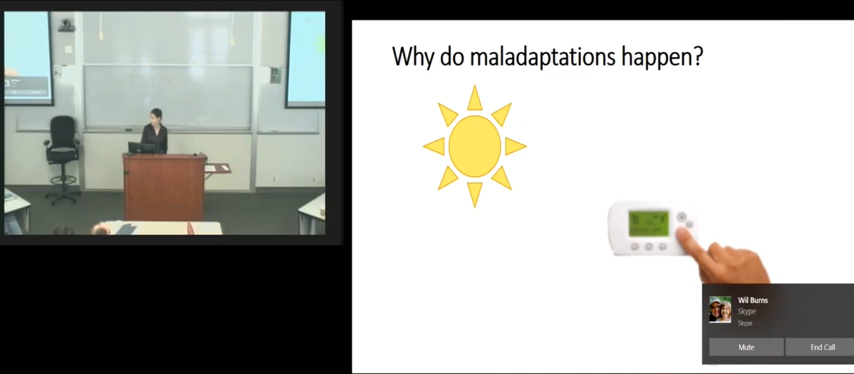 Why do maladaptations happen?
Wil Burns
Skype
Skype
Mute
End Call